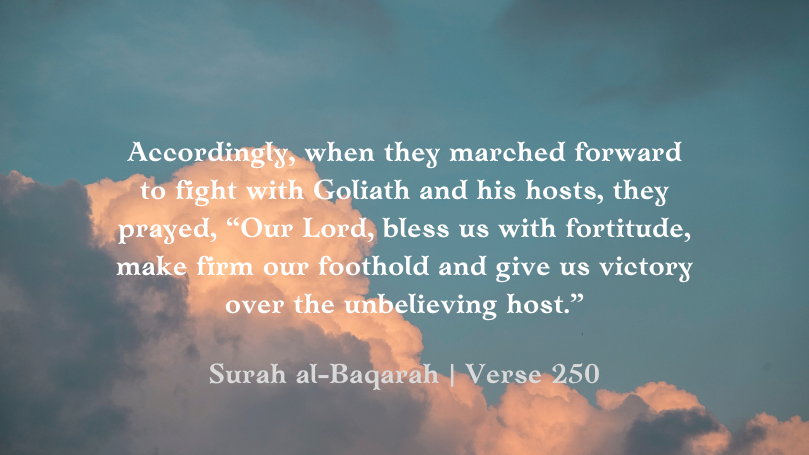 Accordingly, when they marched forward
to fight with Goliath and his hosts, they
prayed, “Our Lord, bless us with fortitude,
make firm our foothold and give us victory
over the unbelieving host.”
Surah al-Baqarah | Verse 250